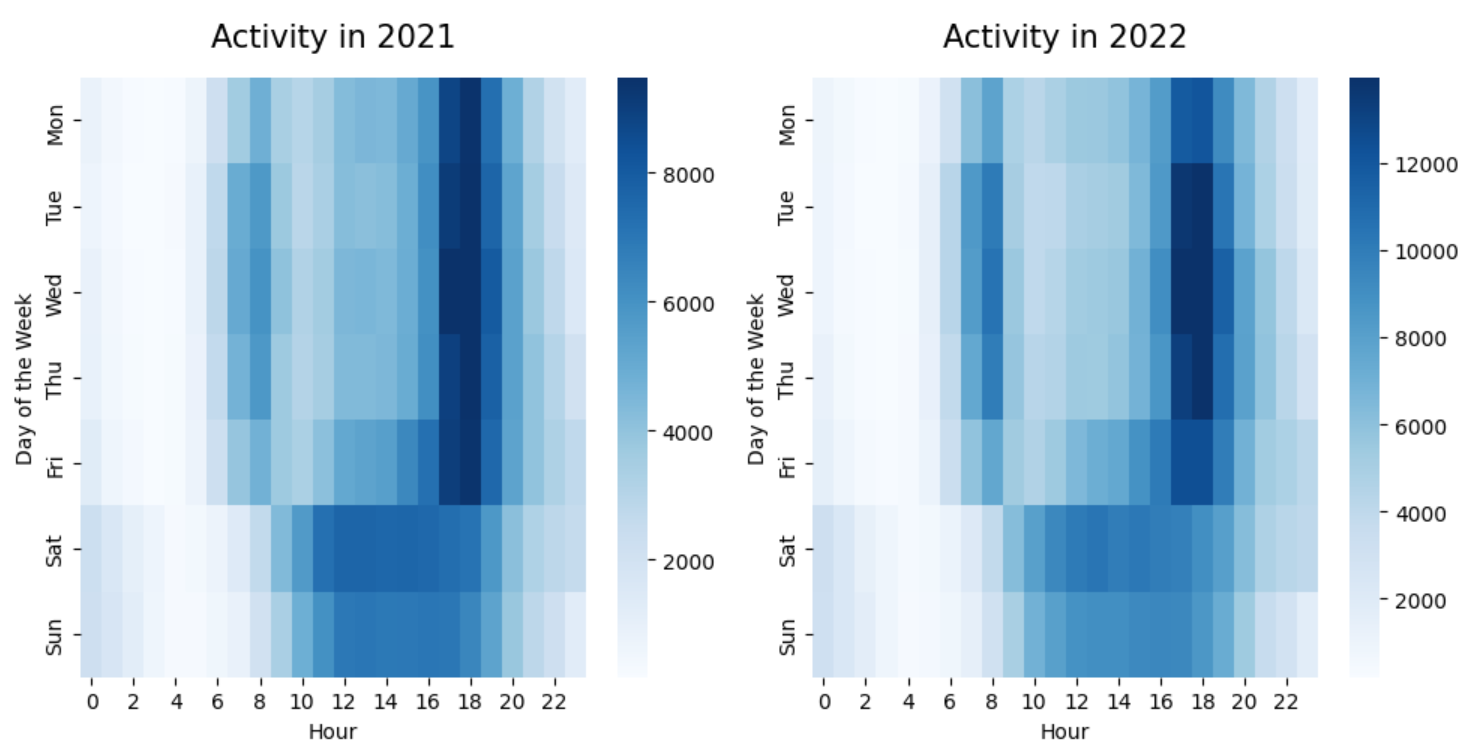 Activity in 2021
Day of the Week
Mon
Tue
Wed
Thu
Fri
Sat
Sun
0 2 4 6 8 10 12 14 16 18 20 22
Hour
8000
6000
4000
2000
Activity in 2022
Day of the Week
Mon
Tue
Wed
Thu
Fri
Sat
Sun
0 2 4 6 8 10 12 14 16 18 20 22
Hour
12000
10000
8000
6000
4000
2000